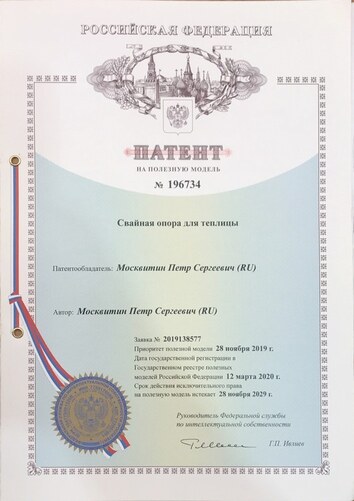 РОССИЙСКАЯ ФЕДЕРАЦИЯ
ПАТЕНТ
НА ПОЛЕЗНУЮ МОДЕЛЬ
№ 196734
Свайная опора для теплицы
Патентообладатель: Москвитин Петр Сергеевич (RU)
Автор: Москвитин Петр Сергеевич (RU)
Заявка № 2019138577
Приоритет полезной модели 28 ноября 2019 г.
Дата государственной регистрации в
Государственном реестре полезных
моделей Российской Федерации 12 марта 2020 г.
Срок действия исключительного права
на полезную модель истекает 28 ноября 2029 г.
Руководитель Федеральной службы
по интеллектуальной собственности
Г.П. Ивлиев